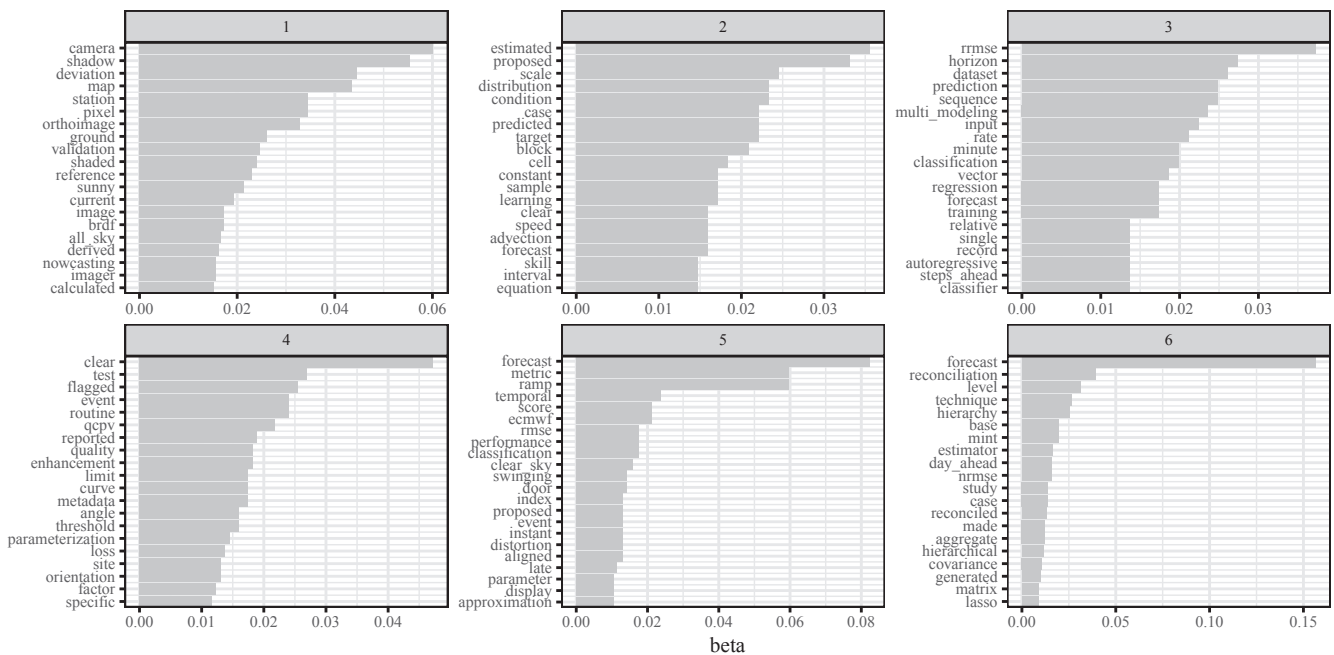 1
camera
shadow
deviation
map
station
pixel
orthoimage
ground
validation
shaded
reference
sunny
current
image
brdf
all_sky
derived
nowcasting
imager
calculated
0.00 0.02 0.04 0.06
2
estimated
proposed
scale
distribution
condition
case
predicted
target
block
cell
constant
sample
learning
clear
speed
advection
forecast
skill
interval
equation
0.00 0.01 0.02 0.03
3
rrmse
horizon
dataset
prediction
sequence
multi_modeling
input
rate
minute
classification
vector
regression
forecast
training
relative
single
record
autoregressive
steps_ahead
classifier
0.00 0.01 0.02 0.03
4
clear
test
flagged
event
routine
qcpv
reported
quality
enhancement
limit
curve
metadata
angle
threshold
parameterization
loss
site
orientation
factor
specific
0.00 0.01 0.02 0.03 0.04
5
forecast
metric
ramp
temporal
score
ecmwf
rmse
performance
classification
clear_sky
swinging
door
index
proposed
event
instant
distortion
aligned
late
parameter
display
approximation
0.00 0.02 0.04 0.06 0.08
6
forecast
reconciliation
level
technique
hierarchy
base
mint
estimator
day_ahead
nrmse
study
case
reconciled
made
aggregate
hierarchical
covariance
generated
matrix
lasso
0.00 0.05 0.10 0.15
beta